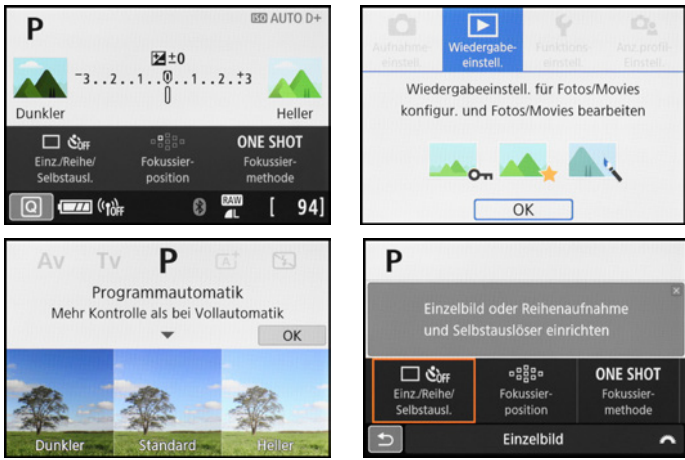 P
ISO AUTO D+
±0
-3..2..1..0..1..2.+3
Dunkler
Heller
OFF
ONE SHOT
Einz./Reihe/
Selbstausl.
Fokussier-
position
Fokussier-
methode
Q
OFF
RAW
L
[ 94]
Aufnahme-
einstell.
Wiedergabe-
einstell.
Funktions-
einstell.
Anz.profil-
Einstell.
Wiedergabeeinstell. für Fotos/Movies
konfigur. und Fotos/Movies bearbeiten
OK
Av Tv P A+
Programmautomatik
Mehr Kontrolle als bei Vollautomatik
OK
Dunkler
Standard
Heller
P
Einzelbild oder Reihenaufnahme
und Selbstauslöser einrichten
OFF
ONE SHOT
Einz./Reihe/
Selbstausl.
Fokussier-
position
Fokussier-
methode
Einzelbild